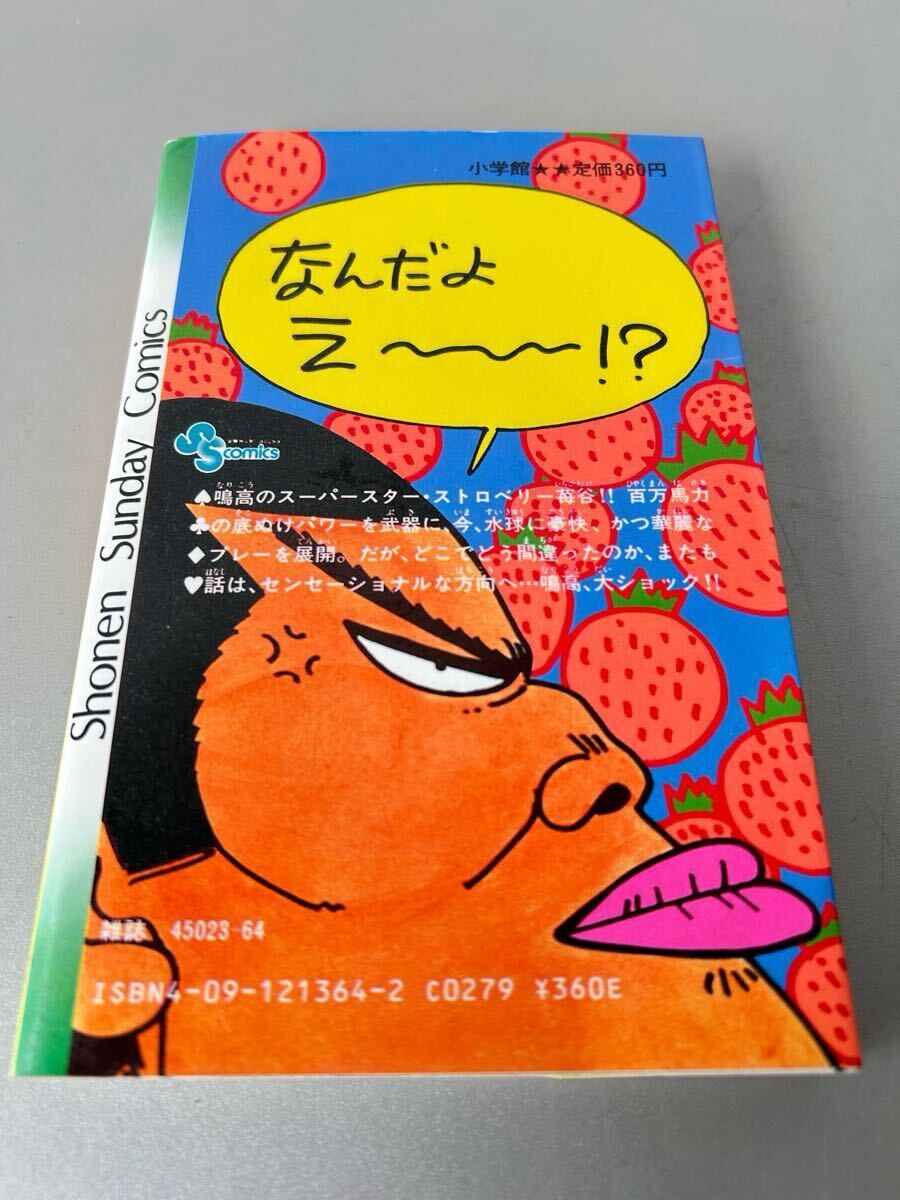 小学館★★定価360円
なんだよ
え〜〜〜!?
Shonen Sunday Comics
SS comics
♠鳴高のスーパースター・ストロベリー苺谷!! 百万馬力
♣の底ぬけパワーを武器に、今、水球に豪快、かつ華麗な
♦プレーを展開。だが、どこでどう間違ったのか、またも
♥話は、センセーショナルな方向へ…鳴高、大ショック!!
雑誌 45023-64
ISBN4-09-121364-2 C0279 ¥360E